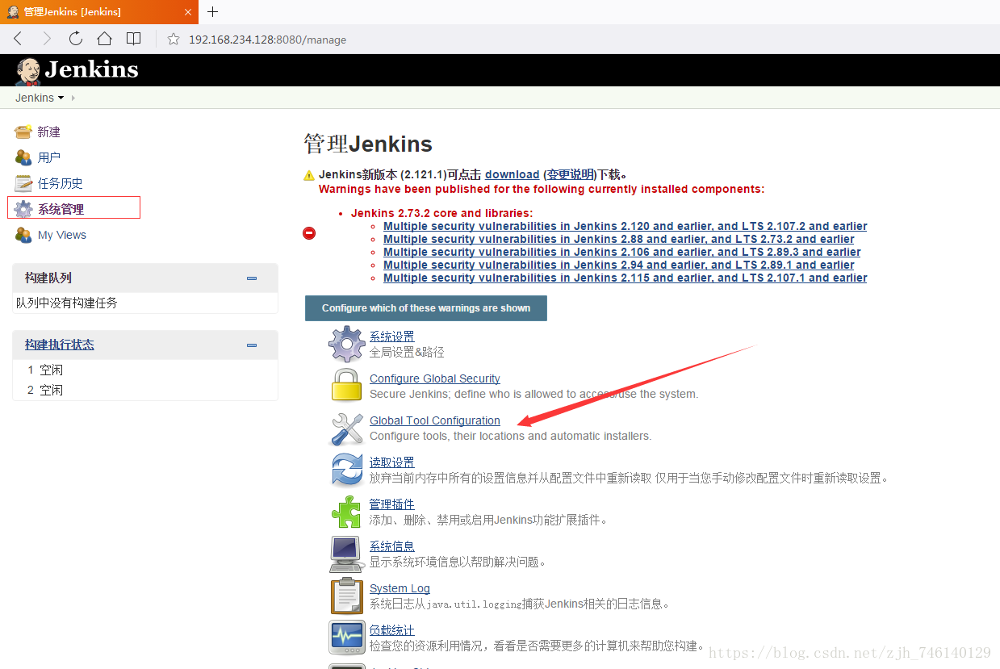 管理Jenkins [Jenkins]
192.168.234.128:8080/manage
Jenkins
Jenkins
新建
用户
任务历史
系统管理
My Views
构建队列
队列中没有构建任务
构建执行状态
1 空闲
2 空闲
管理Jenkins
Jenkins新版本 (2.121.1)可点击 download (变更说明)下载。
Warnings have been published for the following currently installed components:
Jenkins 2.73.2 core and libraries:
Multiple security vulnerabilities in Jenkins 2.120 and earlier, and LTS 2.107.2 and earlier
Multiple security vulnerabilities in Jenkins 2.88 and earlier, and LTS 2.73.2 and earlier
Multiple security vulnerabilities in Jenkins 2.106 and earlier, and LTS 2.89.3 and earlier
Multiple security vulnerabilities in Jenkins 2.94 and earlier, and LTS 2.89.1 and earlier
Multiple security vulnerabilities in Jenkins 2.115 and earlier, and LTS 2.107.1 and earlier
Configure which of these warnings are shown
系统设置
全局设置&路径
Configure Global Security
Secure Jenkins; define who is allowed to access/use the system.
Global Tool Configuration
Configure tools, their locations and automatic installers.
读取设置
放弃当前内存中所有的设置信息并从配置文件中重新读取 仅用于当您手动修改配置文件时重新读取设置。
管理插件
添加、删除、禁用或启用Jenkins功能扩展插件。
系统信息
显示系统环境信息以帮助解决问题。
System Log
系统日志从java.util.logging捕获Jenkins相关的日志信息。
负载统计
检查您的资源利用情况，看看是否需要更多的计算机来帮助您构建。
https://blog.csdn.net/zjh_746140129